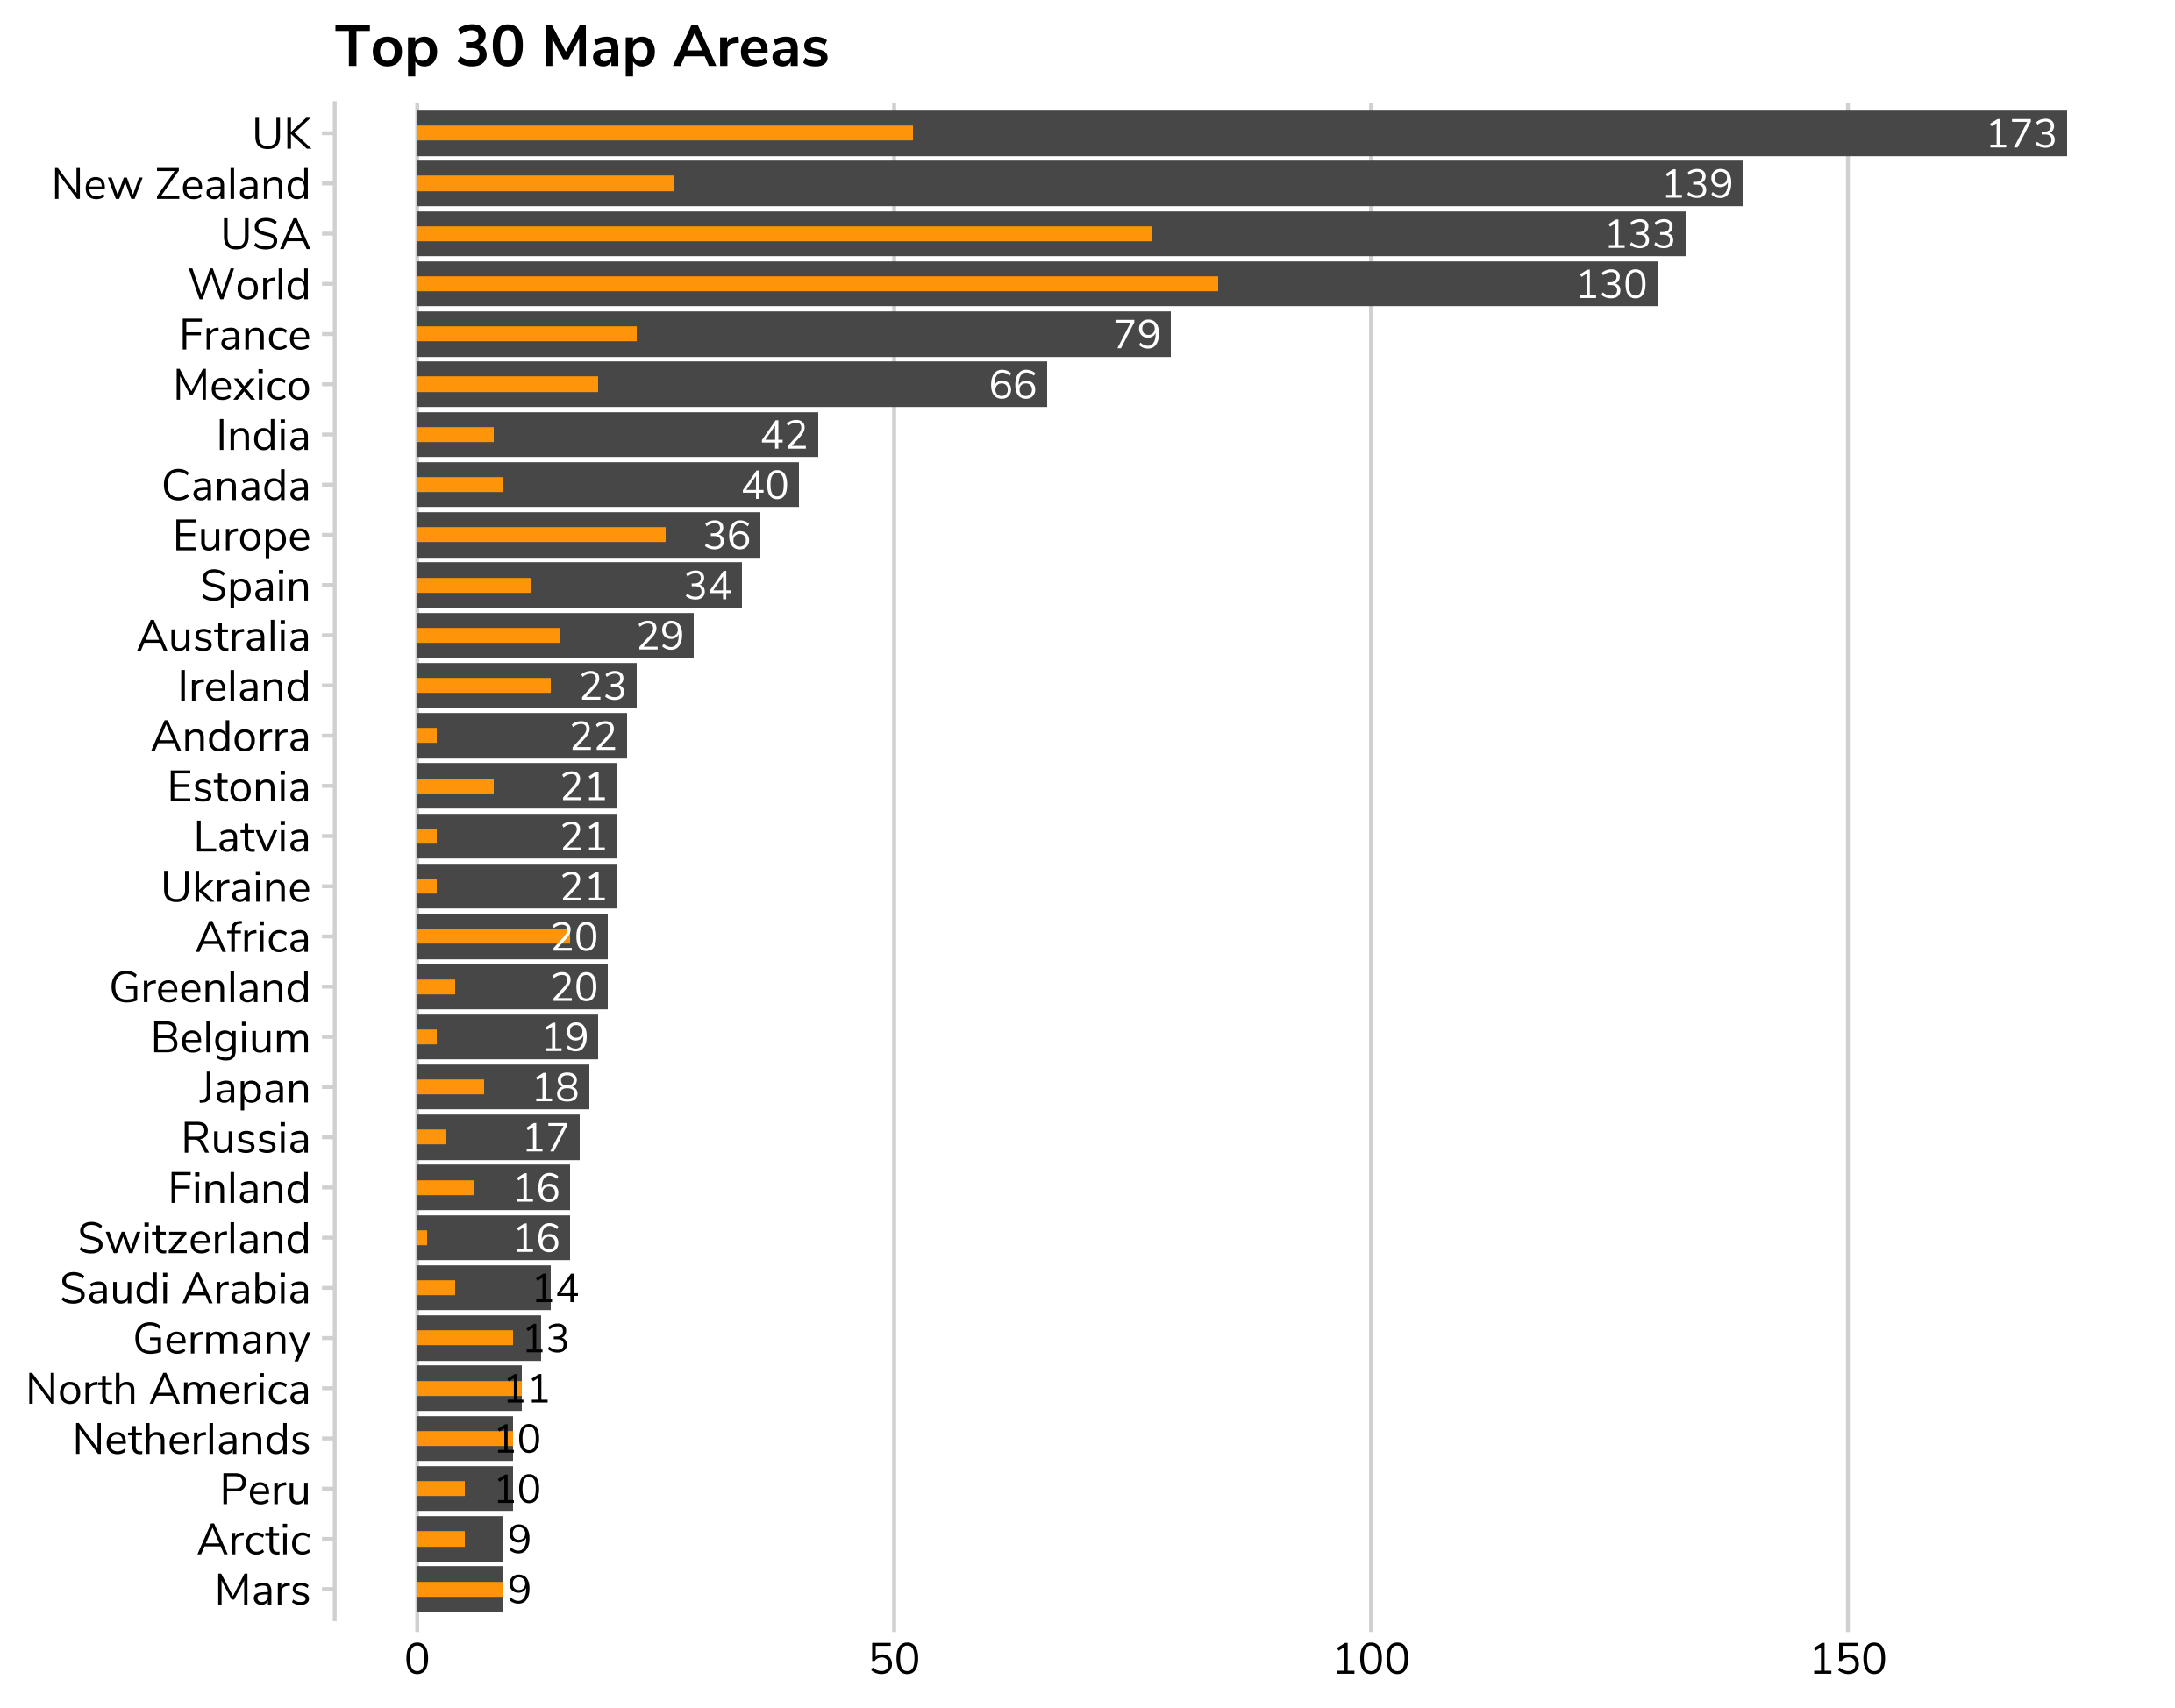 Top 30 Map Areas
UK 173
New Zealand 139
USA 133
World 130
France 79
Mexico 66
India 42
Canada 40
Europe 36
Spain 34
Australia 29
Ireland 23
Andorra 22
Estonia 21
Latvia 21
Ukraine 21
Africa 20
Greenland 20
Belgium 19
Japan 18
Russia 17
Finland 16
Switzerland 16
Saudi Arabia 14
Germany 13
North America 11
Netherlands 10
Peru 10
Arctic 9
Mars 9
0 50 100 150